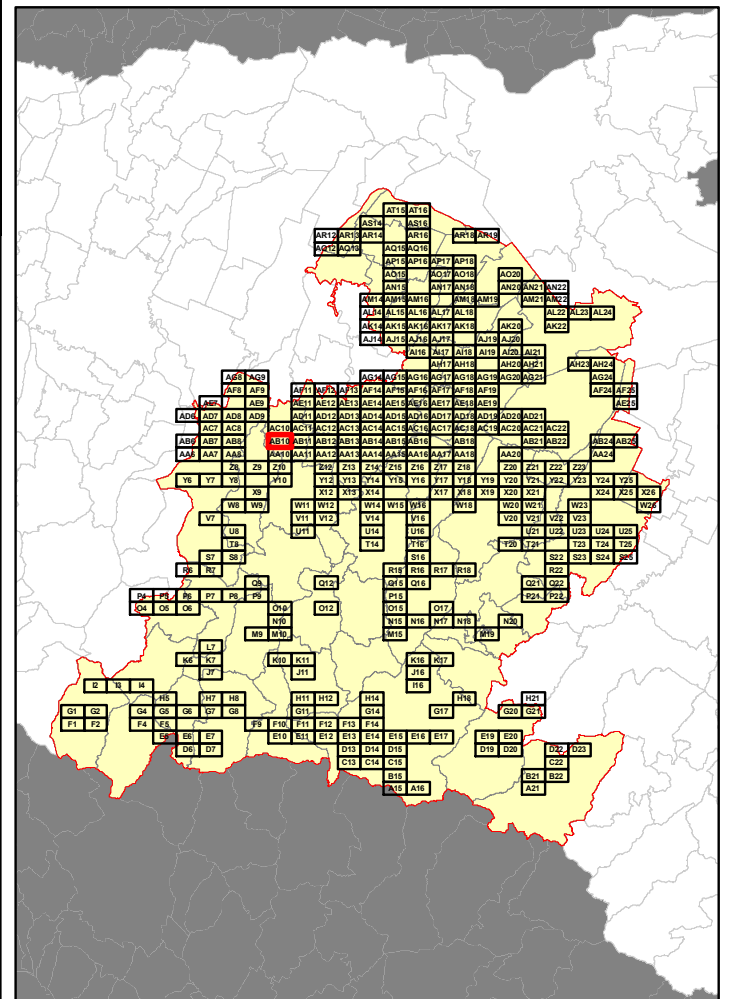 AT15 AT16
AS14 AS16
AR12 AR13 AR14 AR16 AR18 AR19
AQ12 AQ13 AQ15 AQ16
AP15 AP16 AP17 AP18
AO15 AO17 AO18 AO20
AN15 AN17 AN18 AN20 AN21 AN22
AM14 AM15 AM16 AM18 AM19 AM21 AM22
AL14 AL15 AL16 AL17 AL18 AL22 AL23 AL24
AK14 AK15 AK16 AK17 AK18 AK20 AK22
AJ14 AJ15 AJ16 AJ17 AJ19 AJ20
AI16 AI17 AI18 AI19 AI20 AI21
AH17 AH18 AH20 AH21 AH23 AH24
AG8 AG9 AG14 AG15 AG16 AG17 AG18 AG19 AG20 AG21 AG24
AF8 AF9 AF11 AF12 AF13 AF14 AF15 AF16 AF17 AF18 AF19 AF24 AF25
AE7 AE9 AE11 AE12 AE13 AE14 AE15 AE16 AE17 AE18 AE25
AD6 AD7 AD8 AD9 AD11 AD12 AD13 AD14 AD15 AD16 AD17 AD18 AD19 AD20 AD21
AC7 AC8 AC10 AC11 AC12 AC13 AC14 AC15 AC16 AC17 AC18 AC19 AC20 AC21 AC22
AB6 AB7 AB8 AB10 AB11 AB12 AB13 AB14 AB15 AB16 AB18 AB21 AB22 AB24 AB25
AA6 AA7 AA8 AA10 AA11 AA12 AA13 AA14 AA15 AA16 AA17 AA18 AA20 AA24
Z8 Z9 Z10 Z12 Z13 Z14 Z15 Z16 Z17 Z18 Z20 Z21 Z22 Z23
Y6 Y7 Y8 Y10 Y12 Y13 Y14 Y15 Y16 Y17 Y18 Y19 Y20 Y21 Y22 Y23 Y24 Y25
X9 X12 X13 X14 X17 X18 X19 X20 X21 X24 X25 X26
W8 W9 W11 W12 W14 W15 W16 W18 W20 W21 W23 W26
V7 V11 V12 V14 V16 V20 V21 V22 V23
U8 U11 U14 U16 U21 U22 U23 U24 U25
T8 T14 T16 T20 T21 T23 T24 T25
S7 S8 S16 S22 S23 S24 S25
R6 R7 R15 R16 R17 R18 R22
Q9 Q12 Q15 Q16 Q21 Q22
P4 P5 P6 P7 P8 P9 P15 P21 P22
O4 O5 O6 O10 O12 O15 O17
N10 N15 N16 N17 N18 N20
M9 M10 M15 M19
L7
K6 K7 K10 K11 K16 K17
J7 J11 J16
I2 I3 I4 I16
H5 H7 H8 H11 H12 H14 H18 H21
G1 G2 G4 G5 G6 G7 G8 G11 G14 G17 G20 G21
F1 F2 F4 F5 F9 F10 F11 F12 F13 F14
E5 E6 E7 E10 E11 E12 E13 E14 E15 E16 E17 E19 E20
D6 D7 D13 D14 D15 D19 D20 D22 D23
C13 C14 C15 C22
B15 B21 B22
A15 A16 A21